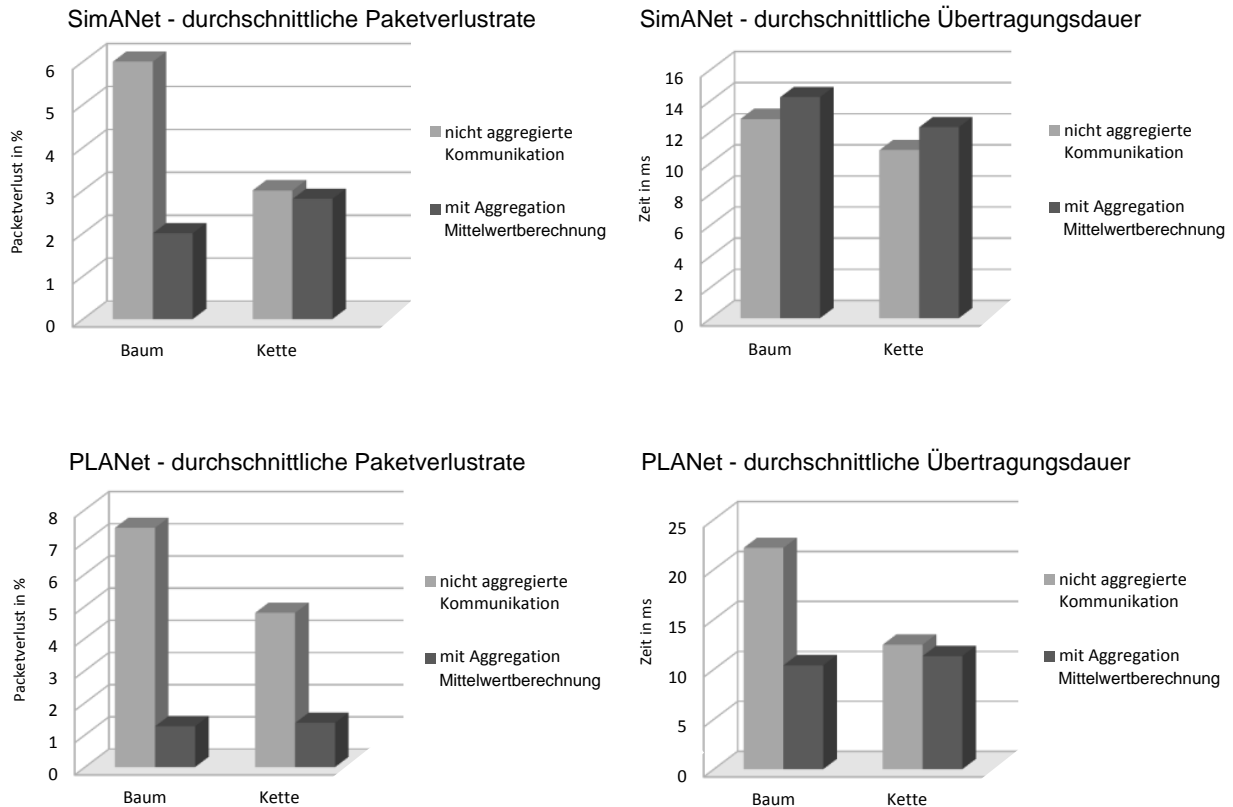 SimANet - durchschnittliche Paketverlustrate
Packetverlust in %
6
5
4
3
2
1
0
Baum
Kette
nicht aggregierte
Kommunikation
mit Aggregation
Mittelwertberechnung
SimANet - durchschnittliche Übertragungsdauer
Zeit in ms
16
14
12
10
8
6
4
2
0
Baum
Kette
nicht aggregierte
Kommunikation
mit Aggregation
Mittelwertberechnung
PLANet - durchschnittliche Paketverlustrate
Packetverlust in %
8
7
6
5
4
3
2
1
0
Baum
Kette
nicht aggregierte
Kommunikation
mit Aggregation
Mittelwertberechnung
PLANet - durchschnittliche Übertragungsdauer
Zeit in ms
25
20
15
10
5
0
Baum
Kette
nicht aggregierte
Kommunikation
mit Aggregation
Mittelwertberechnung